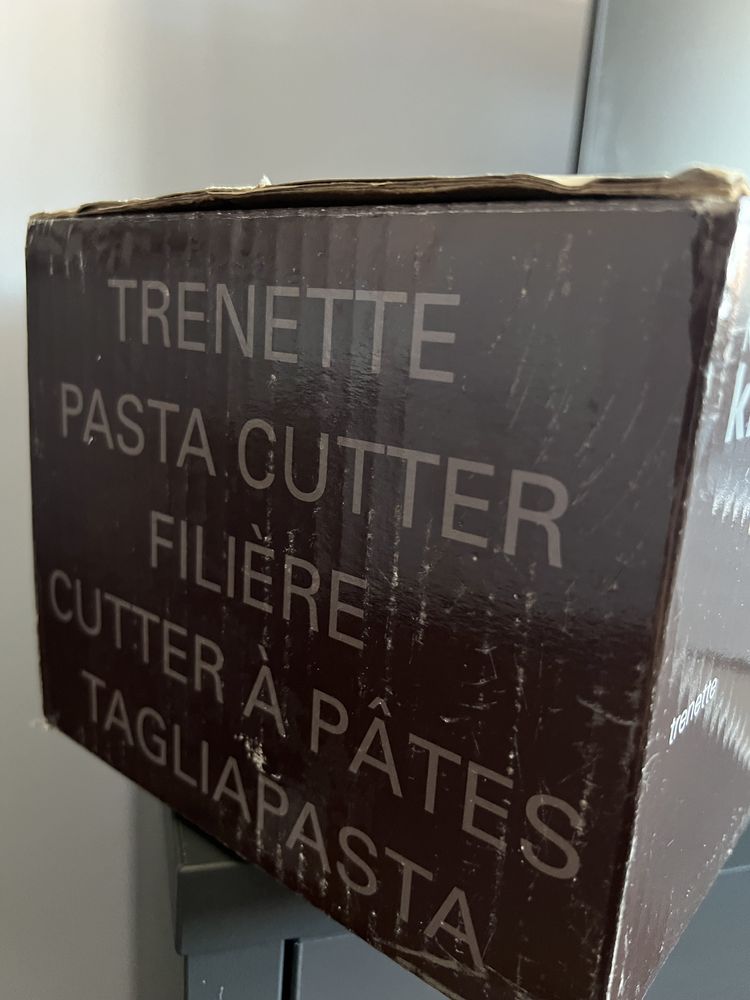 TRENETTE
PASTA CUTTER
FILIÈRE
CUTTER À PÂTES
TAGLIAPASTA
trenette